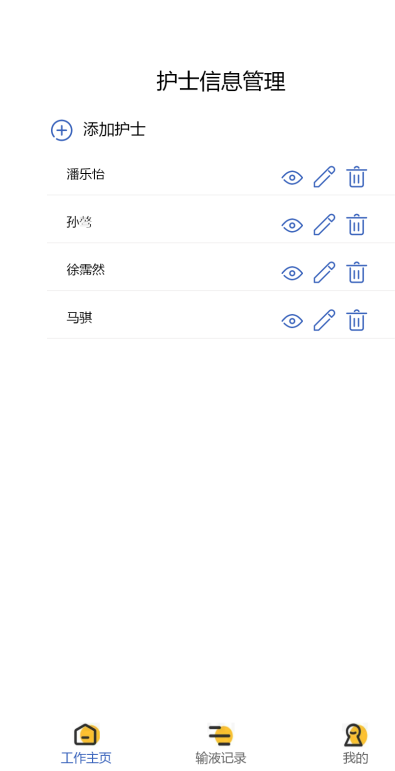 护士信息管理
添加护士
潘乐怡
孙
徐霈然
马骐
工作主页
输液记录
我的